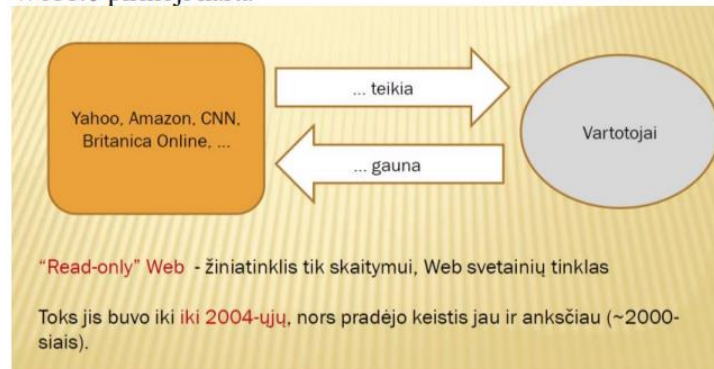 Yahoo, Amazon, CNN,
Britanica Online, ...
... teikia
... gauna
Vartotojai
“Read-only” Web - žiniatinklis tik skaitymui, Web svetainių tinklas
Toks jis buvo iki iki 2004-ųjų, nors pradėjo keistis jau ir anksčiau (~2000-
siais).